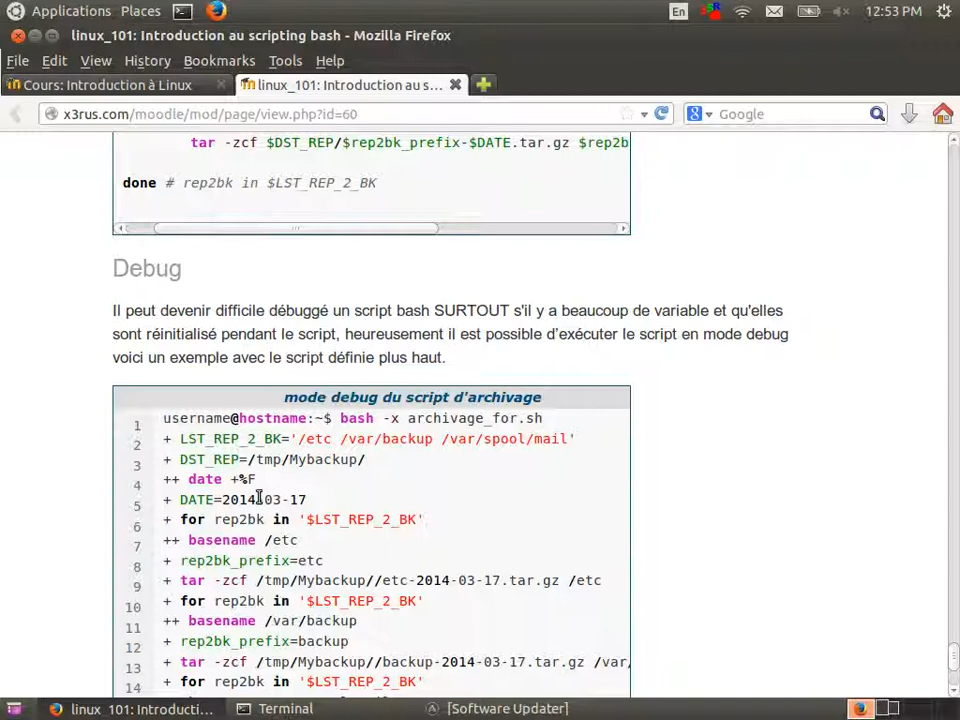 Applications Places En 12:53 PM
linux_101: Introduction au scripting bash - Mozilla Firefox
File Edit View History Bookmarks Tools Help
Cours: Introduction à Linux linux_101: Introduction au s...
x3rus.com/moodle/mod/page/view.php?id=60 Google
tar -zcf $DST_REP/$rep2bk_prefix-$DATE.tar.gz $rep2b
done # rep2bk in $LST_REP_2_BK
Debug
Il peut devenir difficile débuggé un script bash SURTOUT s'il y a beaucoup de variable et qu'elles
sont réinitialisé pendant le script, heureusement il est possible d'exécuter le script en mode debug
voici un exemple avec le script définie plus haut.
mode debug du script d'archivage
1 username@hostname:~$ bash -x archivage_for.sh
2 + LST_REP_2_BK='/etc /var/backup /var/spool/mail'
3 + DST_REP=/tmp/Mybackup/
4 ++ date +%F
5 + DATE=2014-03-17
6 + for rep2bk in '$LST_REP_2_BK'
7 ++ basename /etc
8 + rep2bk_prefix=etc
9 + tar -zcf /tmp/Mybackup//etc-2014-03-17.tar.gz /etc
10 + for rep2bk in '$LST_REP_2_BK'
11 ++ basename /var/backup
12 + rep2bk_prefix=backup
13 + tar -zcf /tmp/Mybackup//backup-2014-03-17.tar.gz /var/
14 + for rep2bk in '$LST_REP_2_BK'
linux_101: Introducti... Terminal [Software Updater]